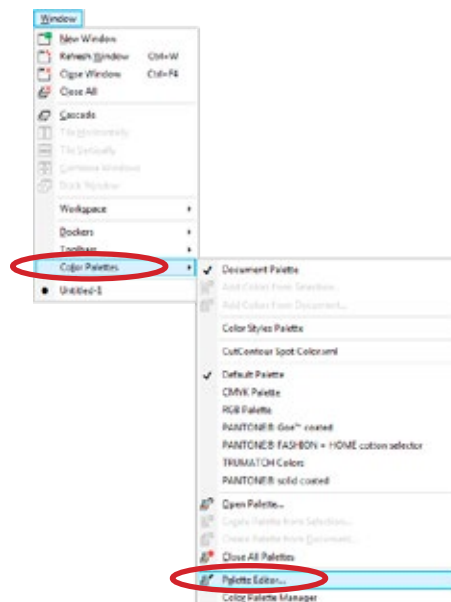 Window
New Window
Refresh Window Ctrl+W
Close Window Ctrl+F4
Close All
Cascade
Tile Horizontally
Tile Vertically
Combine Windows
Dock Window
Workspace
Dockers
Toolbars
Color Palettes
Untitled-1
Document Palette
Add Colors from Selection...
Add Colors from Document...
Color Styles Palette
CutContour Spot Color.xml
Default Palette
CMYK Palette
RGB Palette
PANTONE® Goe™ coated
PANTONE® FASHION + HOME cotton selector
TRUMATCH Colors
PANTONE® solid coated
Open Palette...
Create Palette from Selection...
Create Palette from Document...
Close All Palettes
Palette Editor...
Color Palette Manager